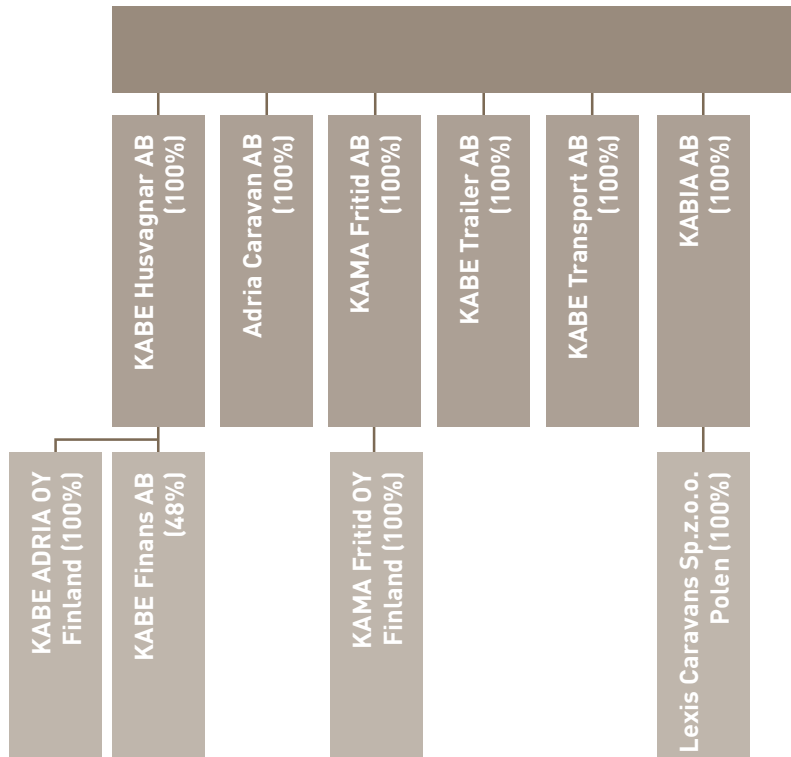 KABE Husvagnar AB
(100%)
Adria Caravan AB
(100%)
KAMA Fritid AB
(100%)
KABE Trailer AB
(100%)
KABE Transport AB
(100%)
KABIA AB
(100%)
KABE ADRIA OY
Finland (100%)
KABE Finans AB
(48%)
KAMA Fritid OY
Finland (100%)
Lexis Caravans Sp.z.o.o.
Polen (100%)